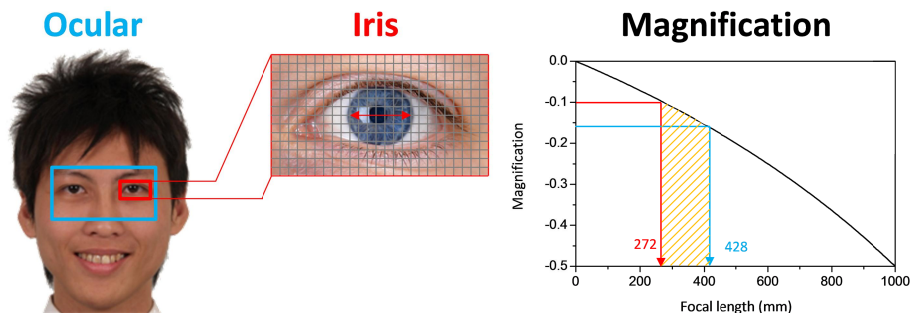 Ocular
Iris
Magnification
0.0
-0.1
-0.2
-0.3
-0.4
-0.5
Magnification
272
428
0
200
400
600
800
1000
Focal length (mm)